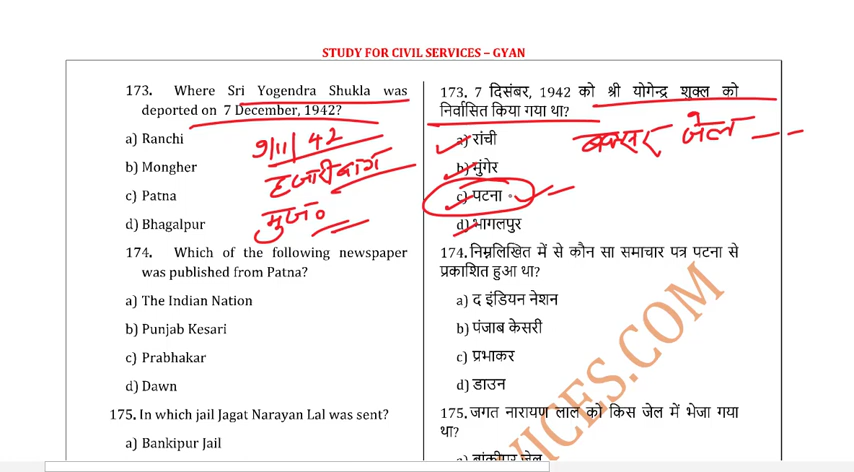 STUDY FOR CIVIL SERVICES – GYAN
173. Where Sri Yogendra Shukla was
deported on 7 December, 1942?
a) Ranchi
b) Mongher
c) Patna
d) Bhagalpur
9/11/42
हजारीबाग
मुज०
174. Which of the following newspaper
was published from Patna?
a) The Indian Nation
b) Punjab Kesari
c) Prabhakar
d) Dawn
175. In which jail Jagat Narayan Lal was sent?
a) Bankipur Jail
173. 7 दिसंबर, 1942 को श्री योगेन्द्र शुक्ल को
निर्वासित किया गया था?
बक्सर जेल
a) रांची
b) मुंगेर
c) पटना
d) भागलपुर
174. निम्नलिखित में से कौन सा समाचार पत्र पटना से
प्रकाशित हुआ था?
a) द इंडियन नेशन
b) पंजाब केसरी
c) प्रभाकर
d) डाउन
175. जगत नारायण लाल को किस जेल में भेजा गया
था?
a) बांकीपुर जेल
VICES.COM